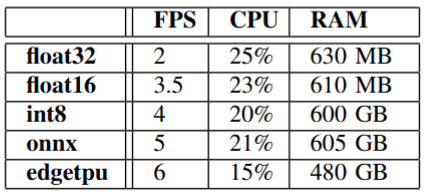 FPS CPU RAM
float32 2 25% 630 MB
float16 3.5 23% 610 MB
int8 4 20% 600 GB
onnx 5 21% 605 GB
edgetpu 6 15% 480 GB